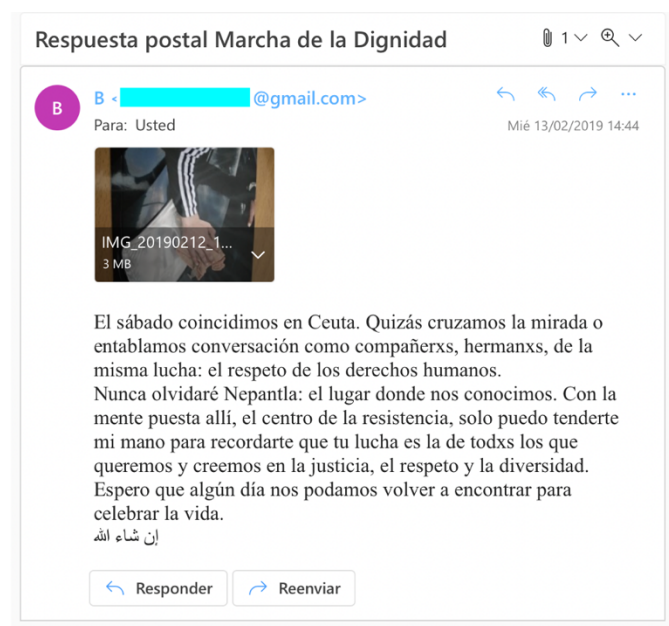 Respuesta postal Marcha de la Dignidad
1
B
B <
@gmail.com>
Para: Usted
Mié 13/02/2019 14:44
IMG_20190212_1...
3 MB
El sábado coincidimos en Ceuta. Quizás cruzamos la mirada o
entablamos conversación como compañerxs, hermanxs, de la
misma lucha: el respeto de los derechos humanos.
Nunca olvidaré Nepantla: el lugar donde nos conocimos. Con la
mente puesta allí, el centro de la resistencia, solo puedo tenderte
mi mano para recordarte que tu lucha es la de todxs los que
queremos y creemos en la justicia, el respeto y la diversidad.
Espero que algún día nos podamos volver a encontrar para
celebrar la vida.
إن شاء الله
Responder
Reenviar